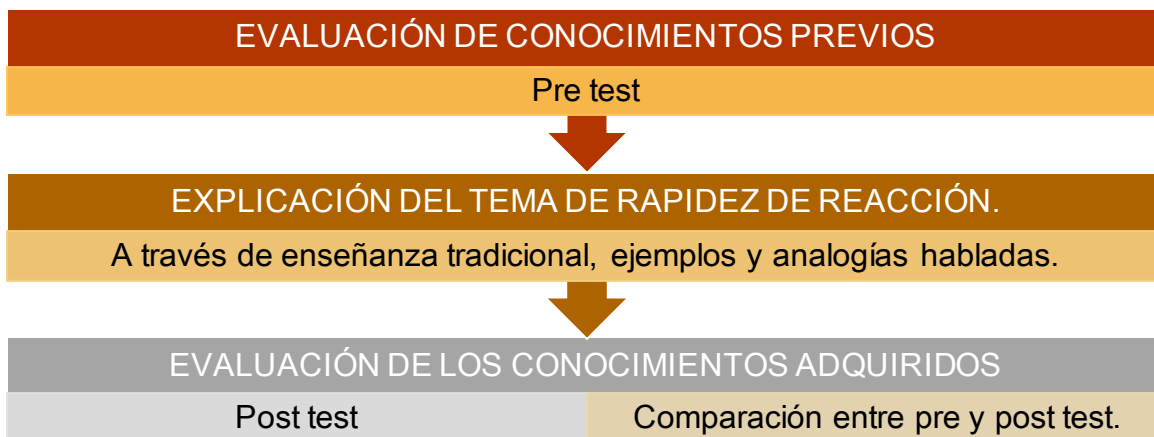 EVALUACIÓN DE CONOCIMIENTOS PREVIOS
Pre test
EXPLICACIÓN DEL TEMA DE RAPIDEZ DE REACCIÓN.
A través de enseñanza tradicional, ejemplos y analogías habladas.
EVALUACIÓN DE LOS CONOCIMIENTOS ADQUIRIDOS
Post test
Comparación entre pre y post test.